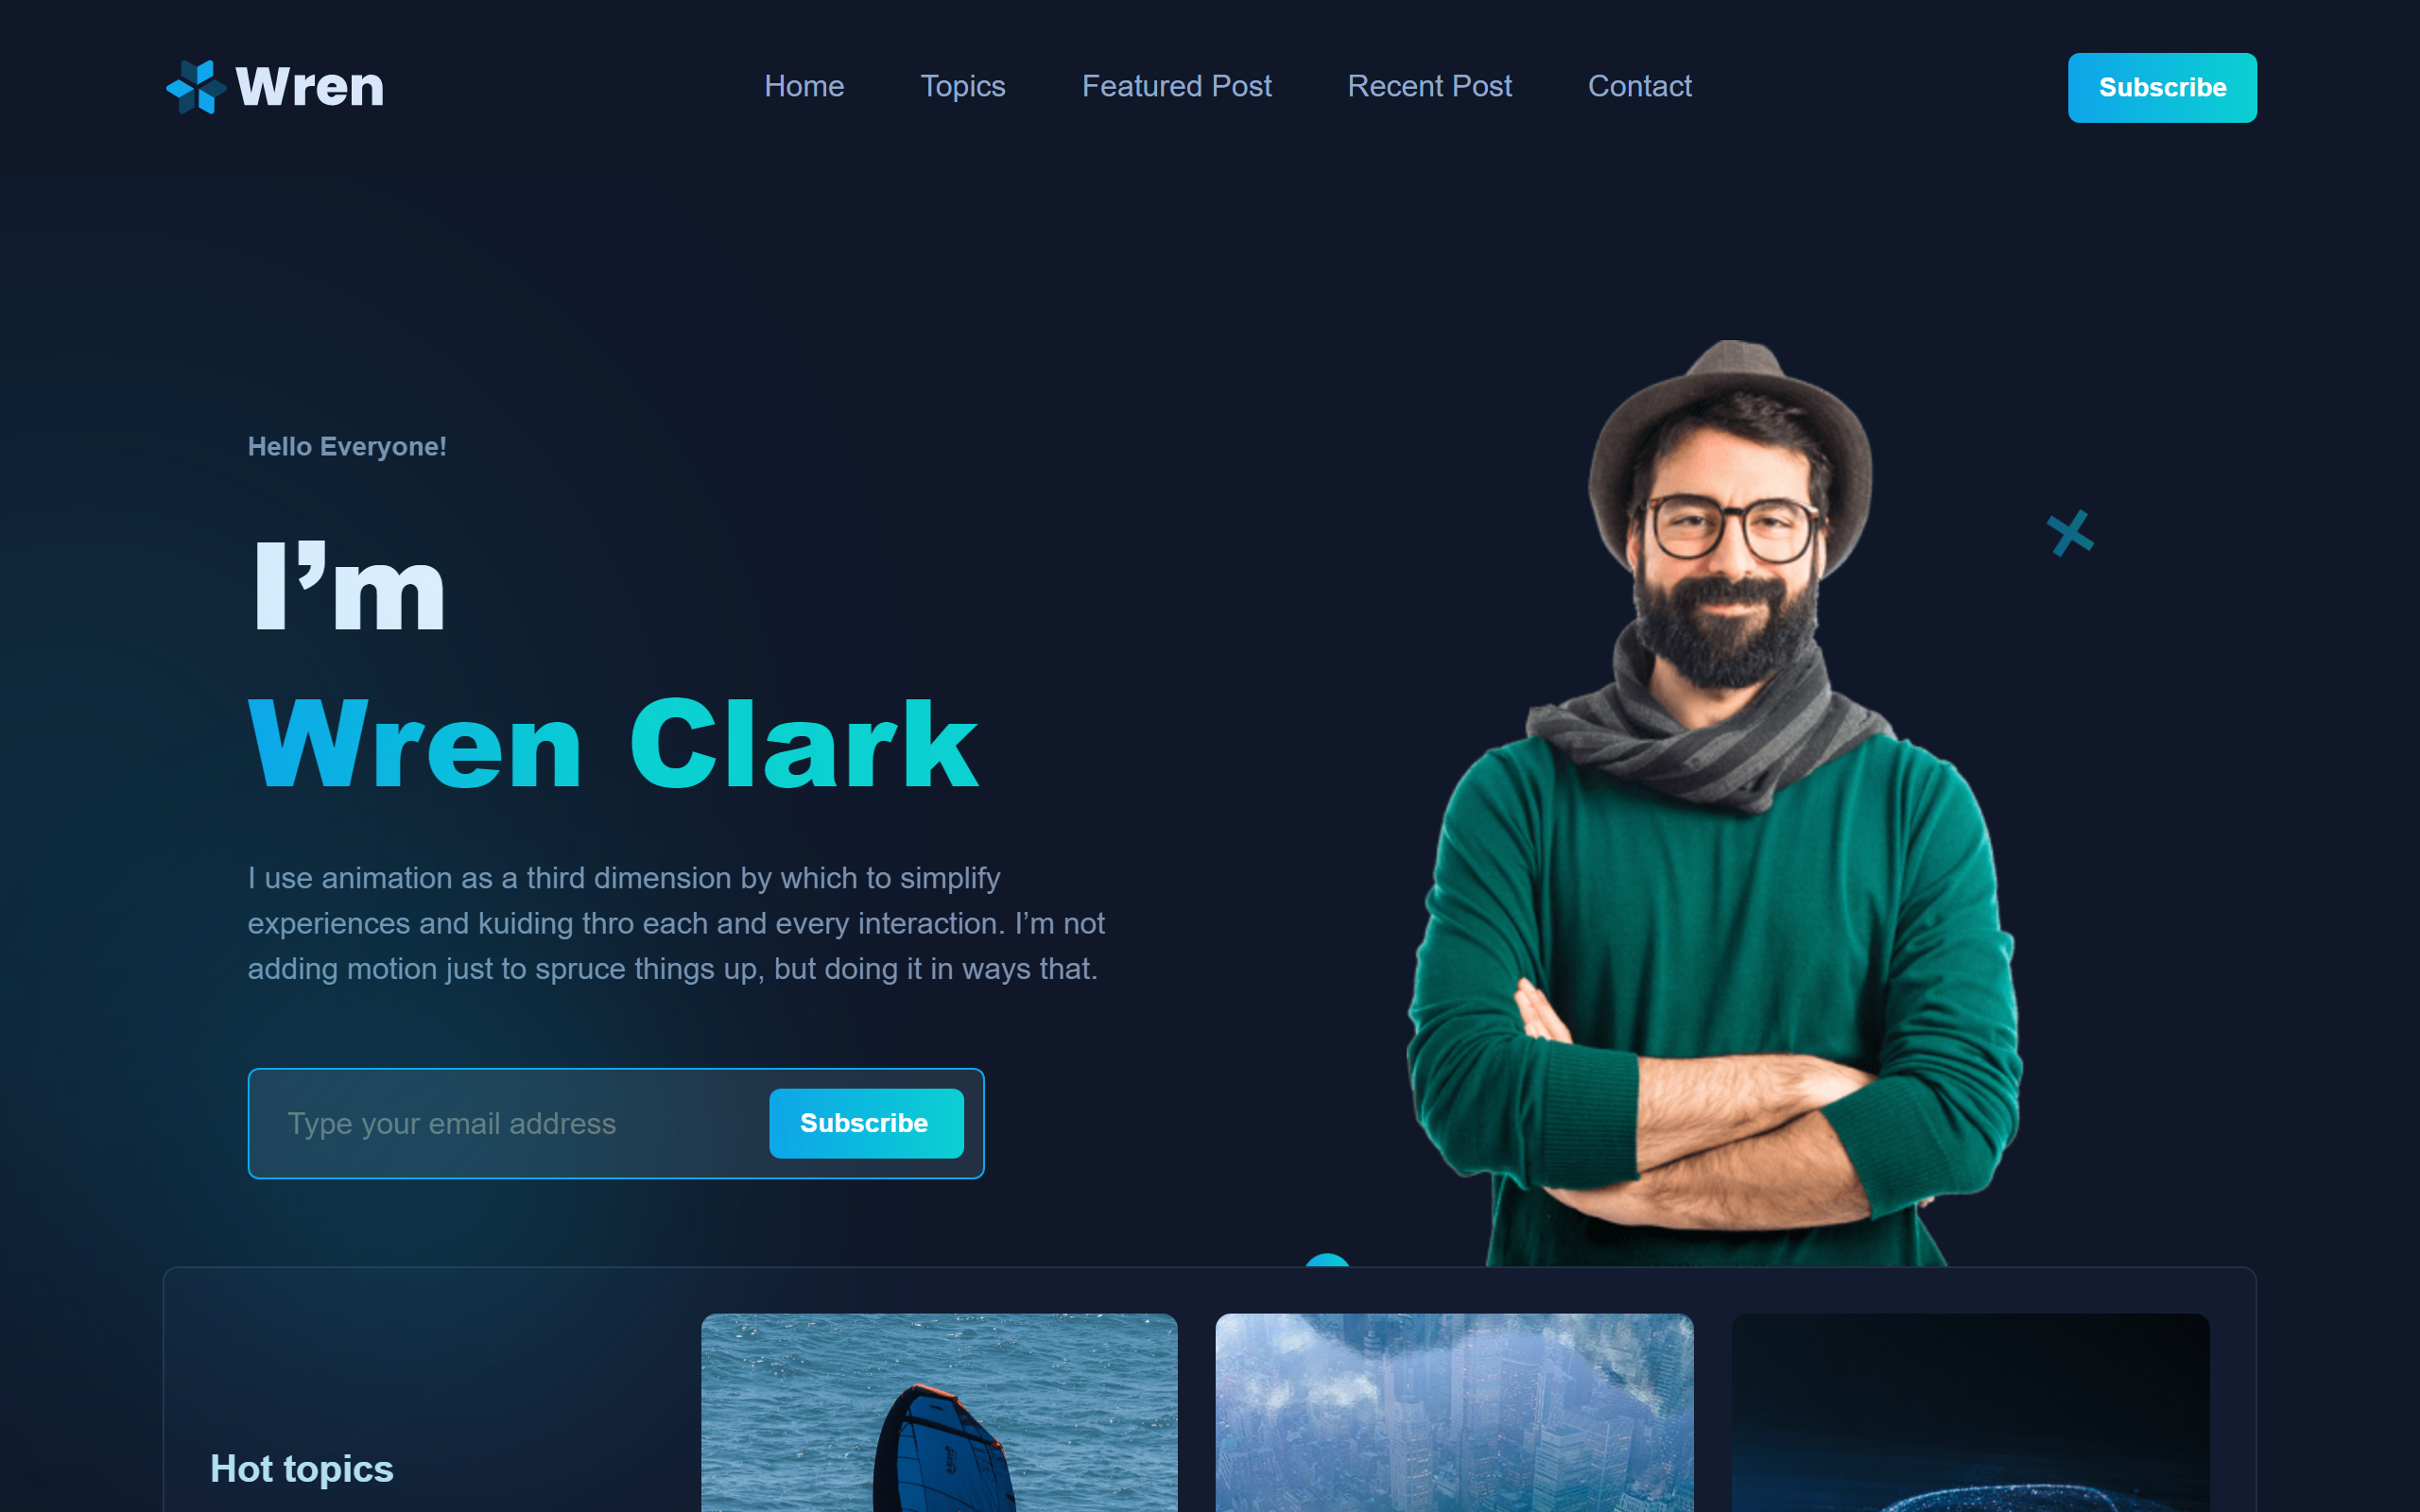 Wren
Home
Topics
Featured Post
Recent Post
Contact
Subscribe
Hello Everyone!
I’m
Wren Clark
I use animation as a third dimension by which to simplify
experiences and kuiding thro each and every interaction. I’m not
adding motion just to spruce things up, but doing it in ways that.
Type your email address
Subscribe
Hot topics